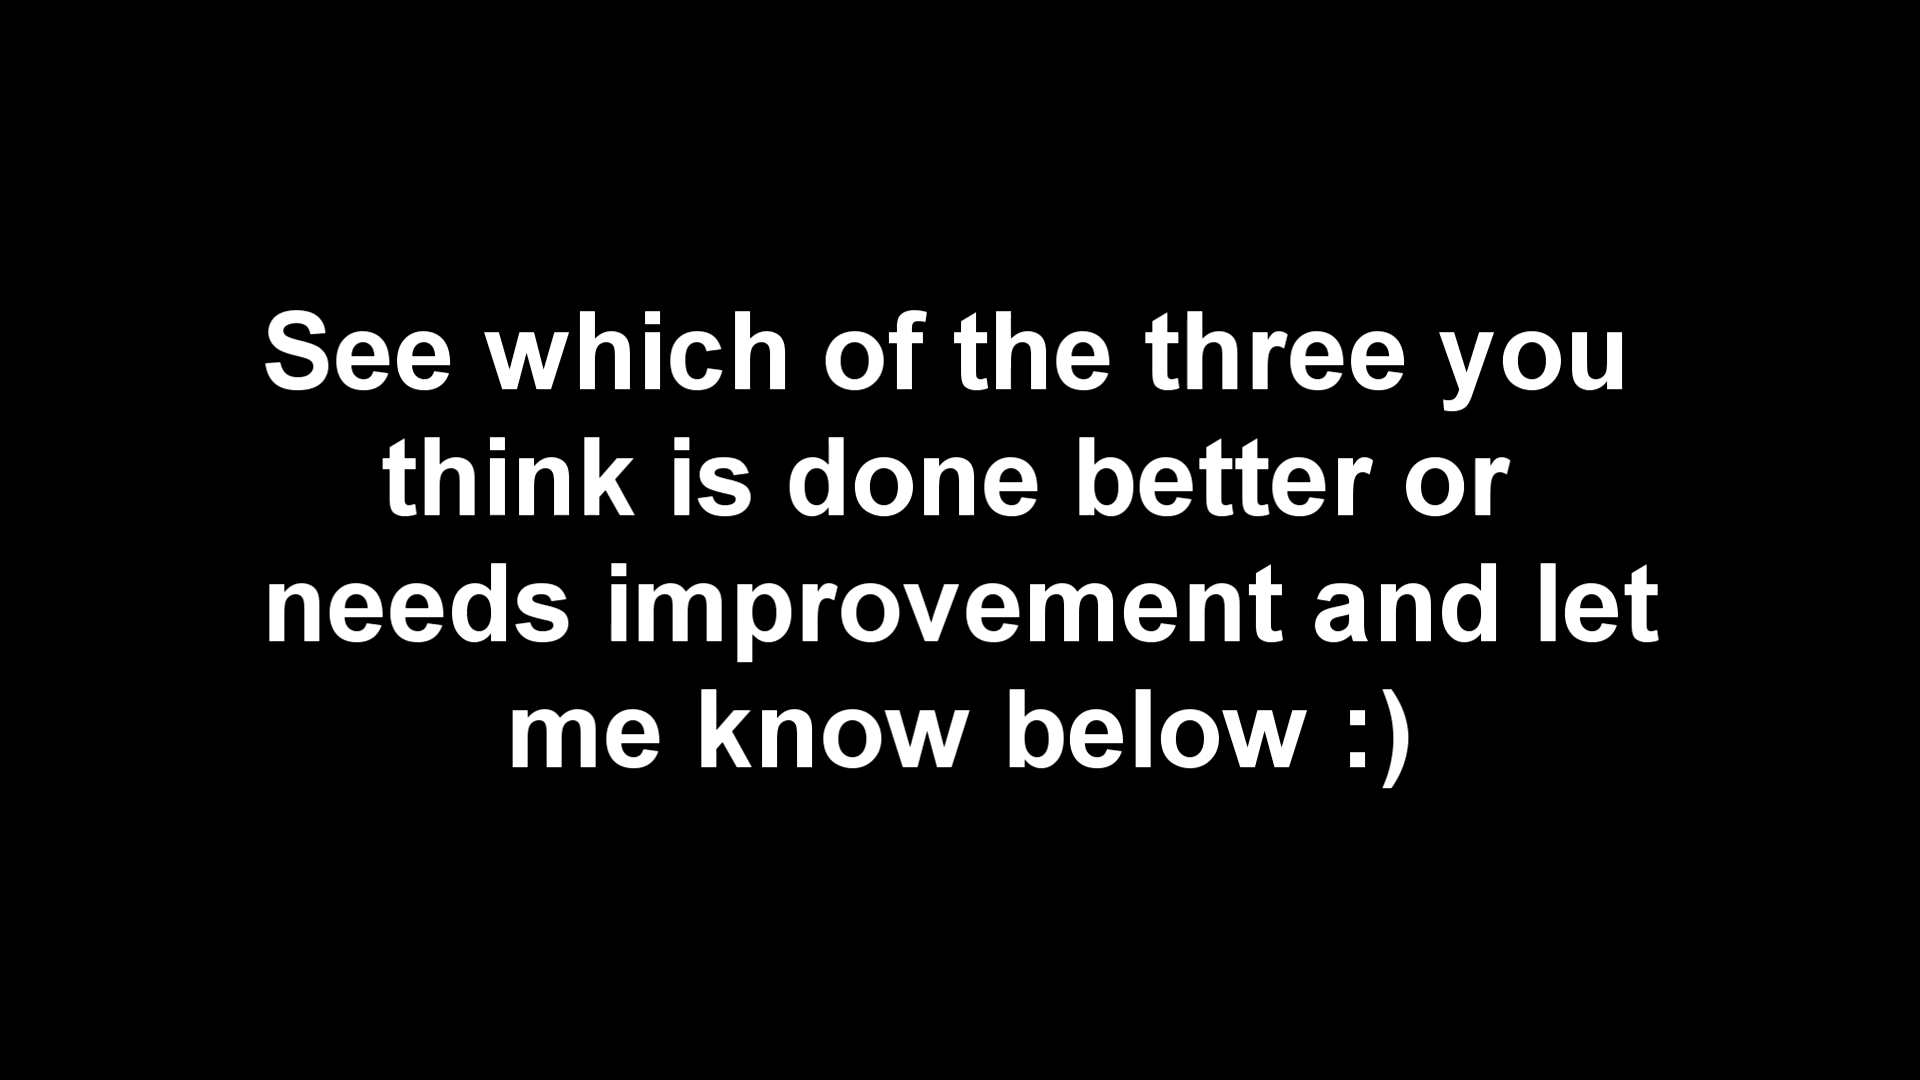 See which of the three you
think is done better or
needs improvement and let
me know below :)